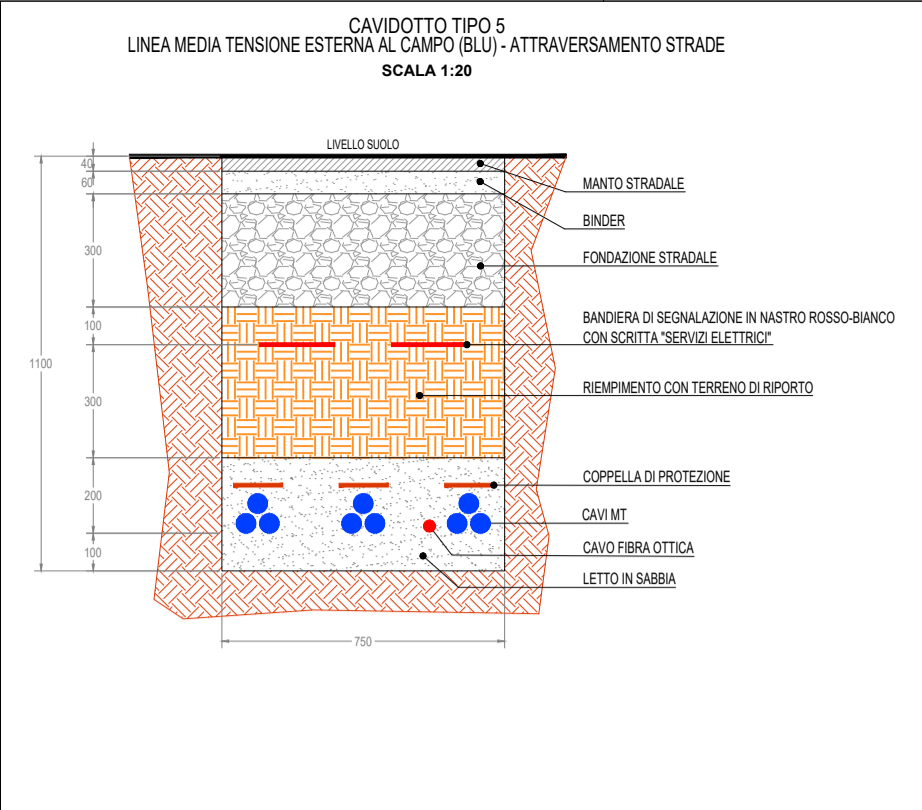 CAVIDOTTO TIPO 5
LINEA MEDIA TENSIONE ESTERNA AL CAMPO (BLU) - ATTRAVERSAMENTO STRADE
SCALA 1:20
LIVELLO SUOLO
40
60
300
100
300
200
100
1100
750
MANTO STRADALE
BINDER
FONDAZIONE STRADALE
BANDIERA DI SEGNALAZIONE IN NASTRO ROSSO-BIANCO
CON SCRITTA "SERVIZI ELETTRICI"
RIEMPIMENTO CON TERRENO DI RIPORTO
COPPELLA DI PROTEZIONE
CAVI MT
CAVO FIBRA OTTICA
LETTO IN SABBIA